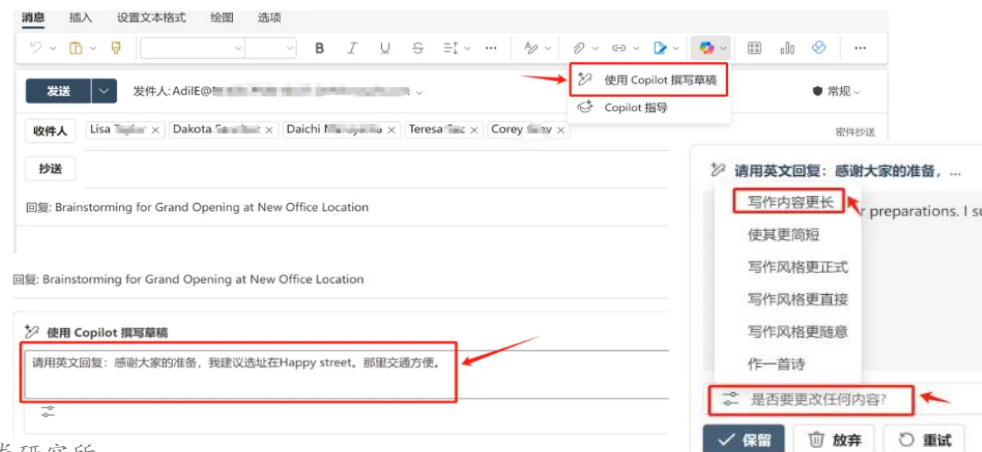 消息 插入 设置文本格式 绘图 选项
B I U S
使用 Copilot 撰写草稿
Copilot 指导
发送 发件人: AdilE@
常规
收件人 Lisa × Dakota × Daichi × Teresa × Corey × 密件抄送
抄送
回复: Brainstorming for Grand Opening at New Office Location
回复: Brainstorming for Grand Opening at New Office Location
使用 Copilot 撰写草稿
请用英文回复：感谢大家的准备，我建议选址在Happy street。那里交通方便。
请用英文回复：感谢大家的准备，...
写作内容更长
r preparations. I su
使其更简短
写作风格更正式
写作风格更直接
写作风格更随意
作一首诗
是否要更改任何内容?
保留 放弃 重试
研究所